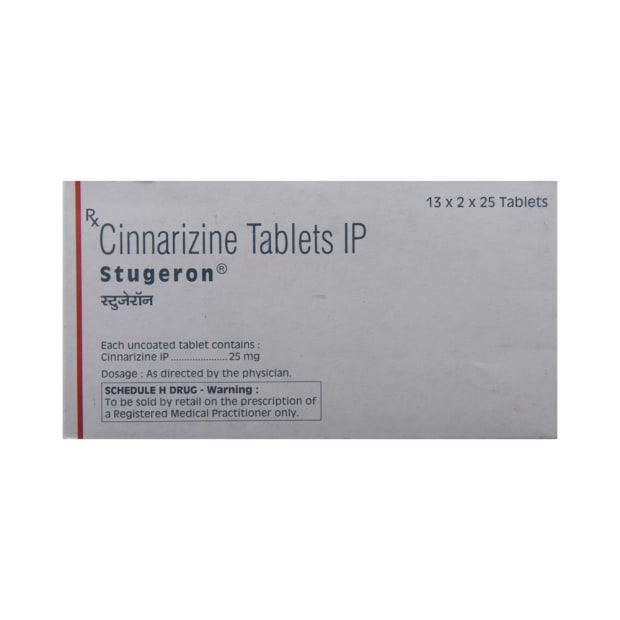 13 x 2 x 25 Tablets
Rx
Cinnarizine Tablets IP
Stugeron®
स्टुजेरॉन
Each uncoated tablet contains :
Cinnarizine IP ..................... 25 mg
Dosage : As directed by the physician.
SCHEDULE H DRUG - Warning :
To be sold by retail on the prescription of
a Registered Medical Practitioner only.